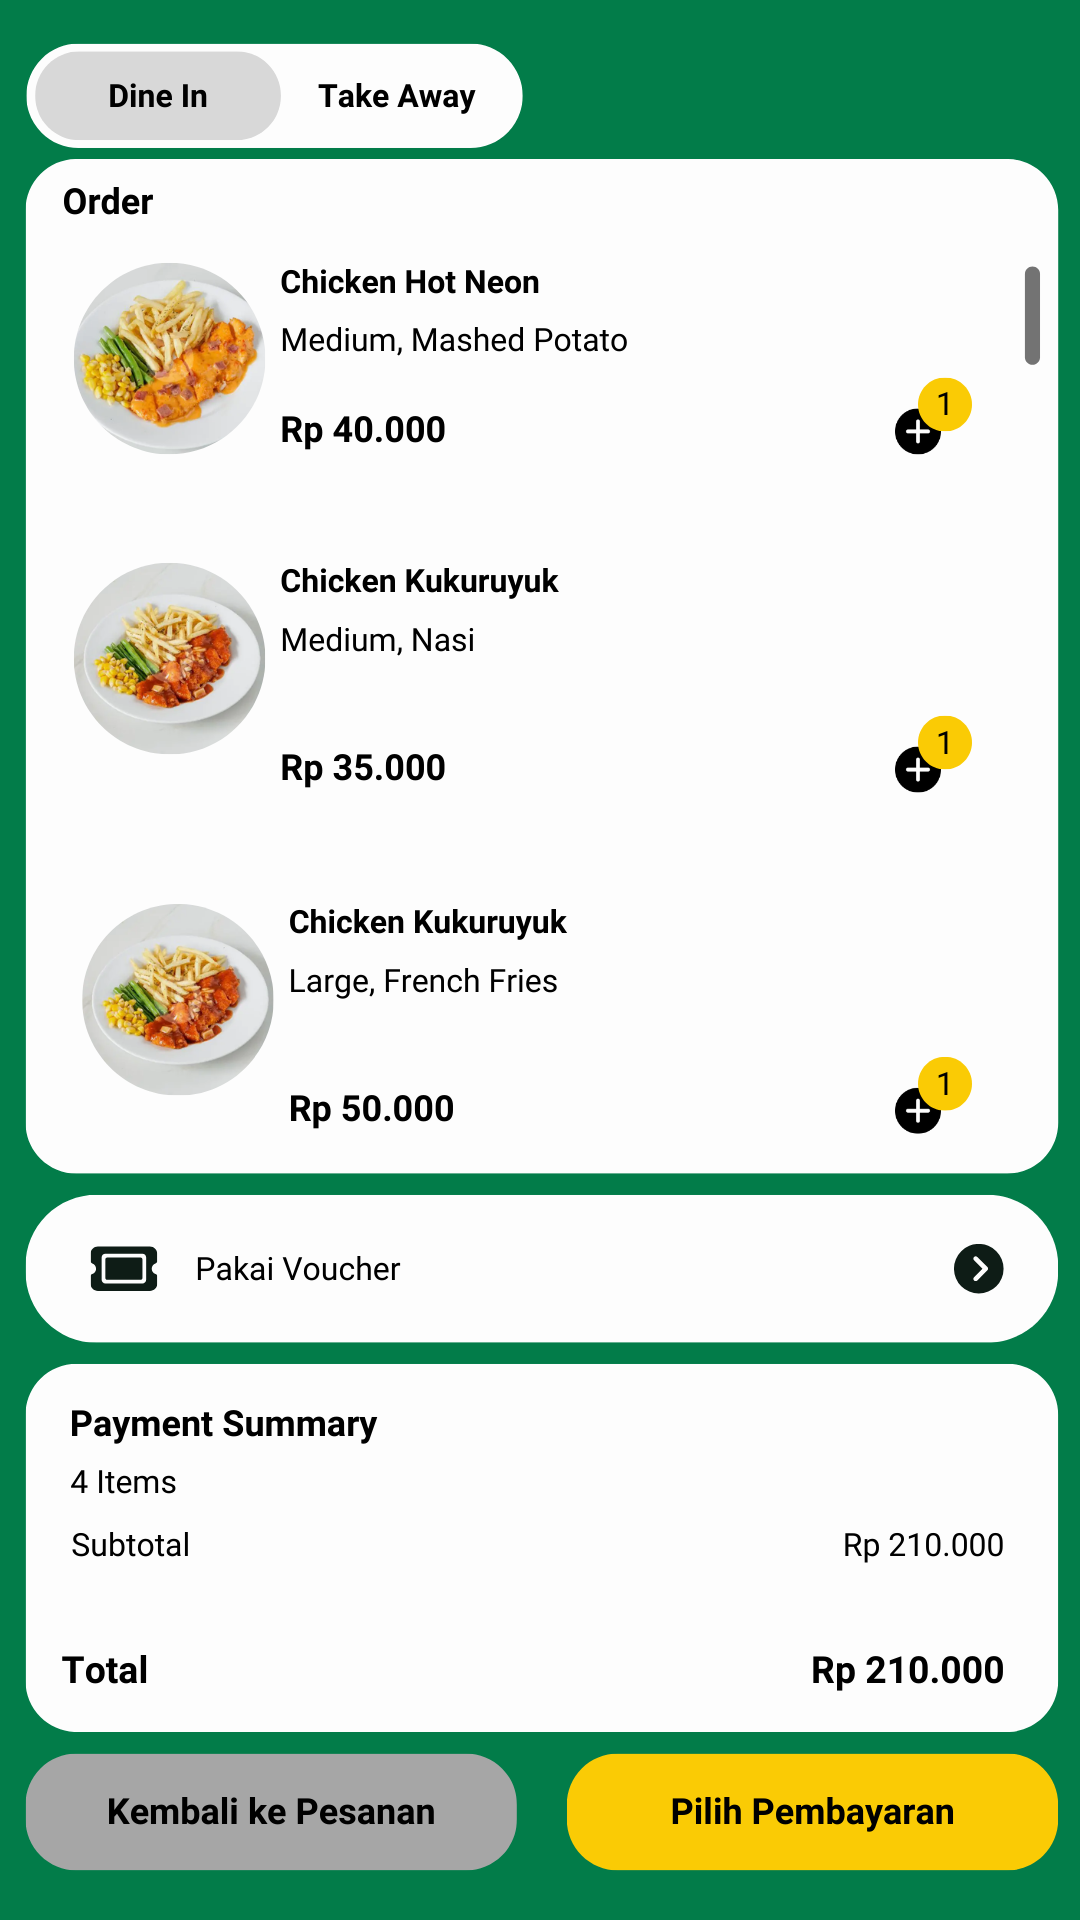 Dine In
Take Away
Order
Chicken Hot Neon
Medium, Mashed Potato
Rp 40.000
1
Chicken Kukuruyuk
Medium, Nasi
Rp 35.000
1
Chicken Kukuruyuk
Large, French Fries
Rp 50.000
1
Pakai Voucher
Payment Summary
4 Items
Subtotal
Rp 210.000
Total
Rp 210.000
Kembali ke Pesanan
Pilih Pembayaran